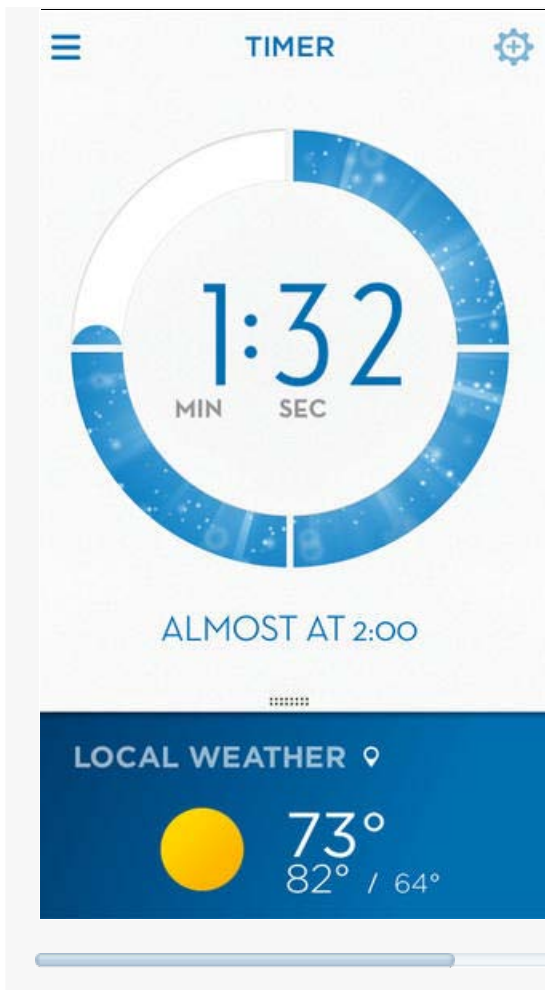 TIMER
1:32
MIN SEC
ALMOST AT 2:00
LOCAL WEATHER
73°
82° / 64°